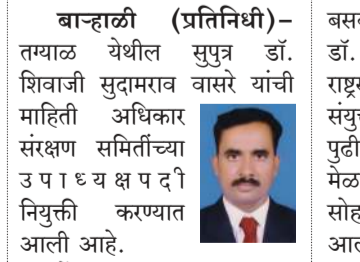 बाऱ्हाळी (प्रतिनिधी)–
तग्याळ येथील सुपुत्र डॉ.
शिवाजी सुदामराव वासरे यांची
माहिती अधिकार
संरक्षण समितीच्या
उपाध्यक्षपदी
नियुक्ती करण्यात
आली आहे.
डॉ.